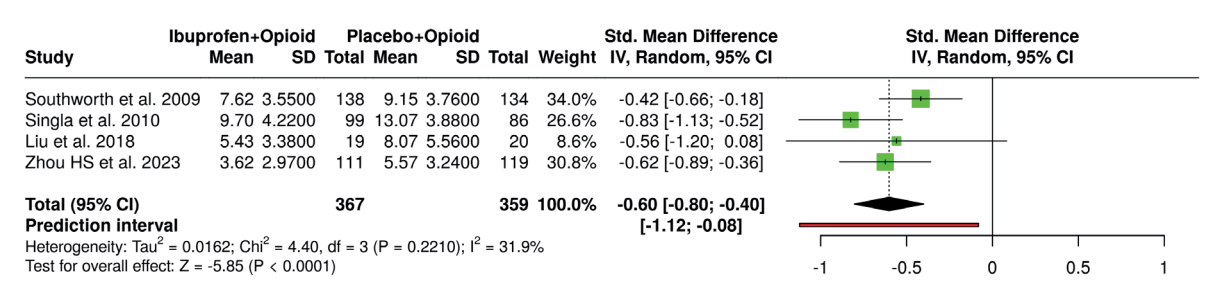 Ibuprofen+Opioid Placebo+Opioid Std. Mean Difference Std. Mean Difference
Study Mean SD Total Mean SD Total Weight IV, Random, 95% CI IV, Random, 95% CI
Southworth et al. 2009 7.62 3.5500 138 9.15 3.7600 134 34.0% -0.42 [-0.66; -0.18]
Singla et al. 2010 9.70 4.2200 99 13.07 3.8800 86 26.6% -0.83 [-1.13; -0.52]
Liu et al. 2018 5.43 3.3800 19 8.07 5.5600 20 8.6% -0.56 [-1.20; 0.08]
Zhou HS et al. 2023 3.62 2.9700 111 5.57 3.2400 119 30.8% -0.62 [-0.89; -0.36]
Total (95% CI) 367 359 100.0% -0.60 [-0.80; -0.40]
Prediction interval [-1.12; -0.08]
Heterogeneity: Tau² = 0.0162; Chi² = 4.40, df = 3 (P = 0.2210); I² = 31.9%
Test for overall effect: Z = -5.85 (P < 0.0001)
-1 -0.5 0 0.5 1